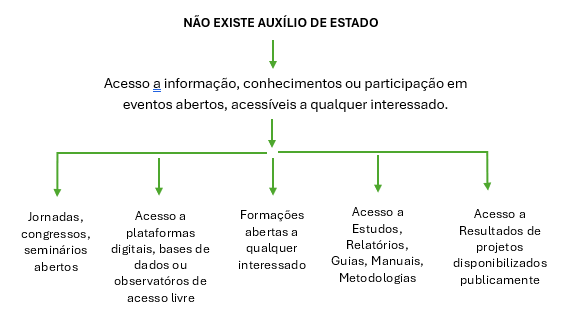 NÃO EXISTE AUXÍLIO DE ESTADO
Acesso a informação, conhecimentos ou participação em
eventos abertos, acessíveis a qualquer interessado.
Jornadas,
congressos,
seminários
abertos
Acesso a
plataformas
digitais, bases de
dados ou
observatóros de
acesso livre
Formações
abertas a
qualquer
interessado
Acesso a
Estudos,
Relatórios,
Guias, Manuais,
Metodologias
Acesso a
Resultados de
projetos
disponibilizados
publicamente